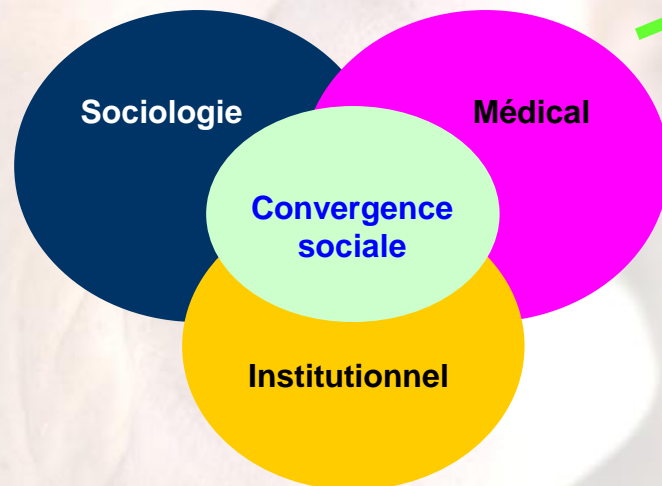 Sociologie
Médical
Convergence
sociale
Institutionnel